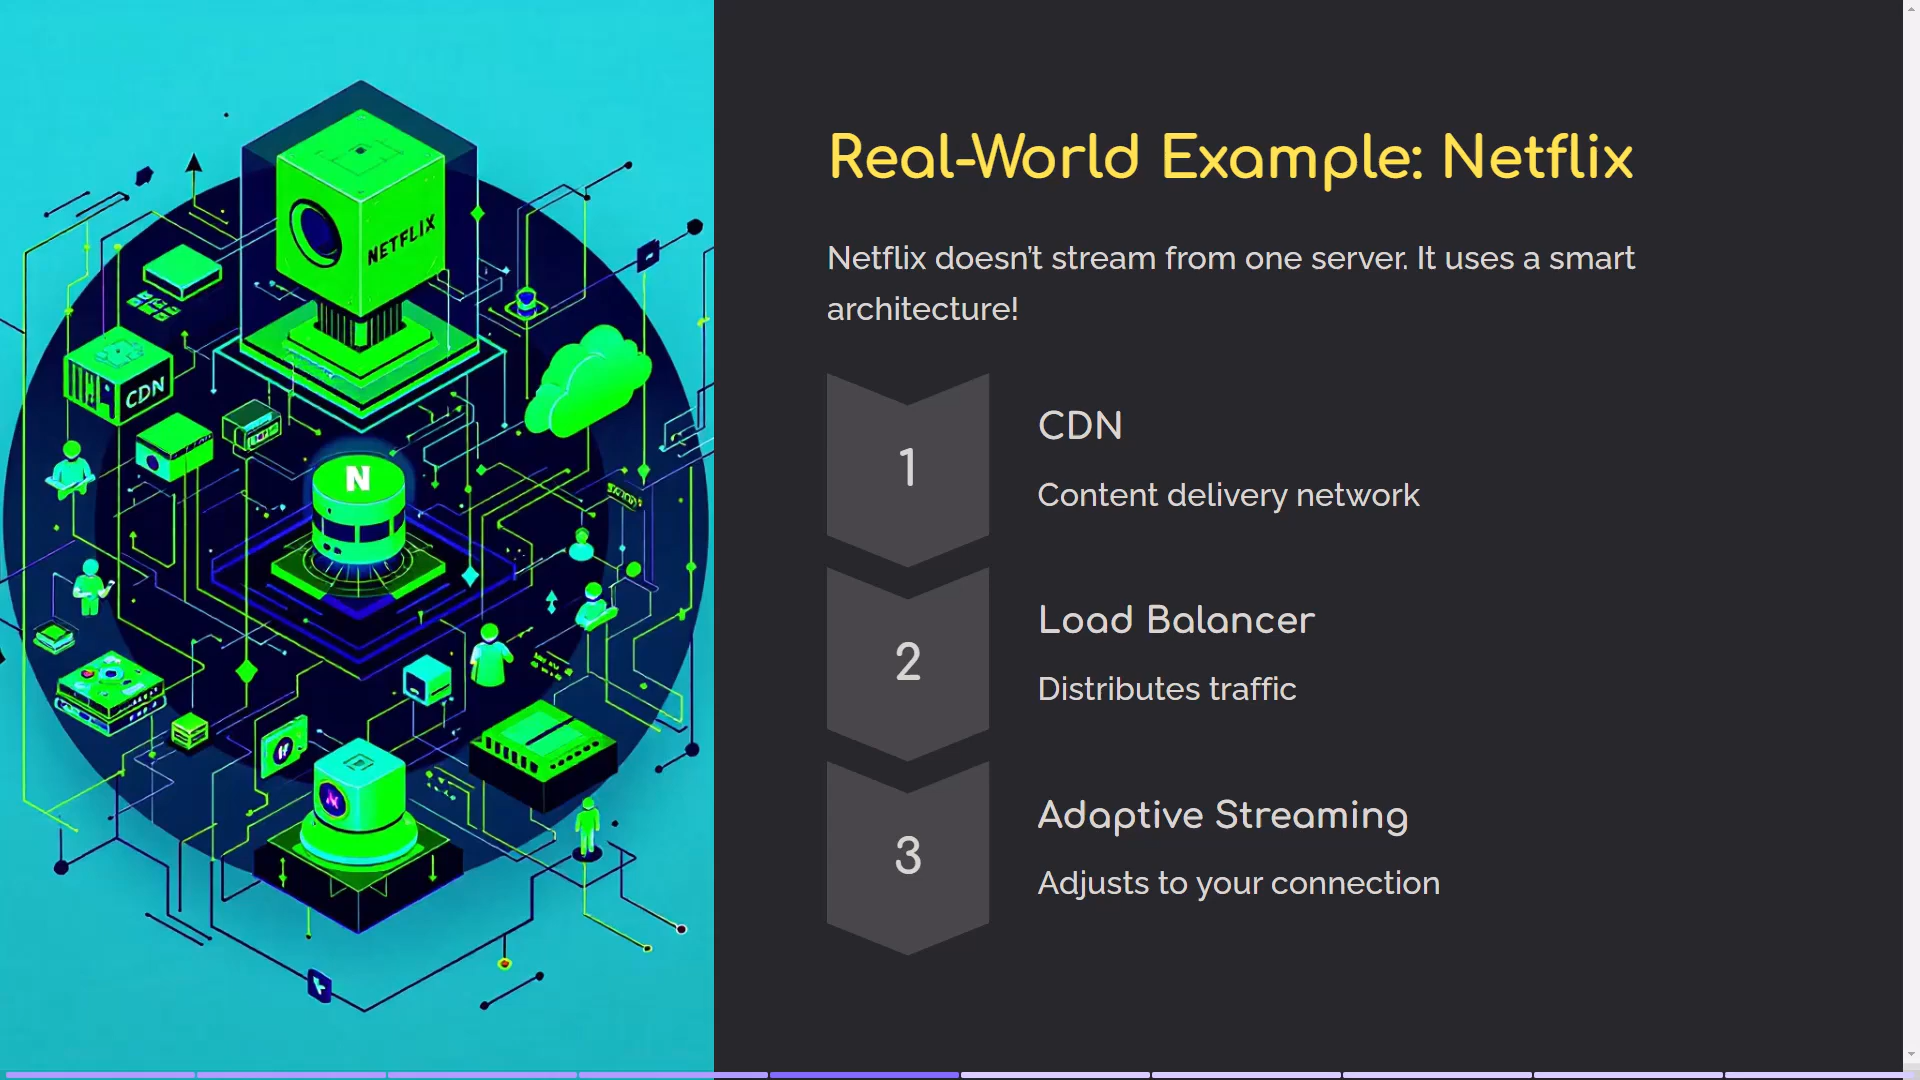 NETFLIX
CDN
N
Real-World Example: Netflix
Netflix doesn't stream from one server. It uses a smart
architecture!
1
CDN
Content delivery network
2
Load Balancer
Distributes traffic
3
Adaptive Streaming
Adjusts to your connection